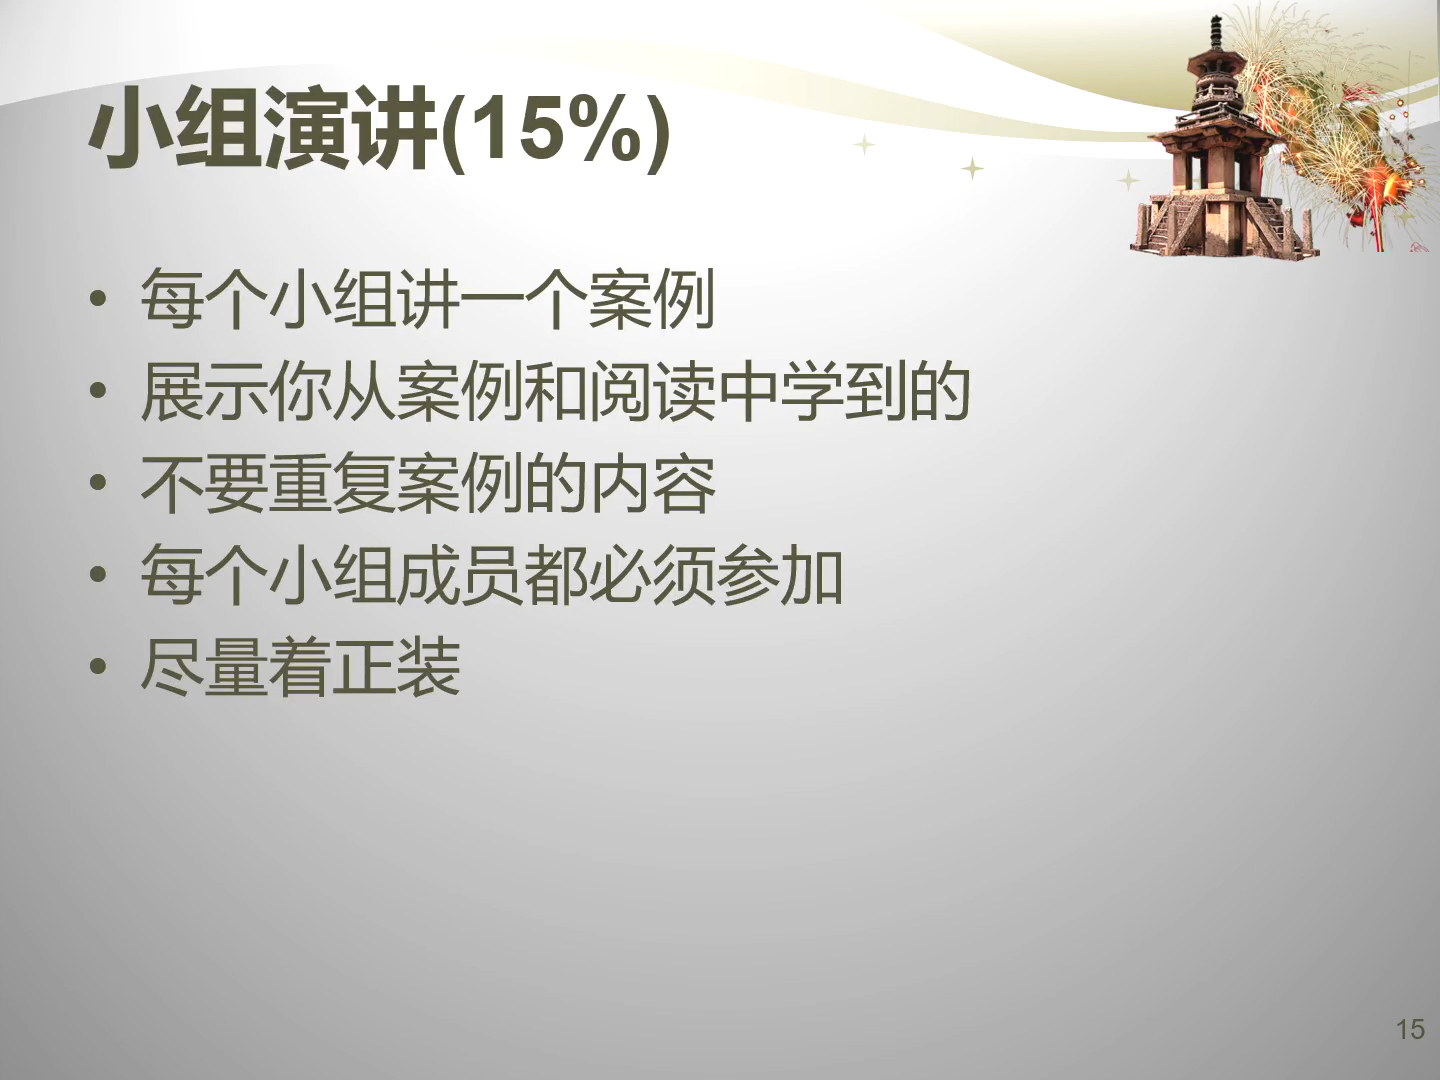 小组演讲(15%)
• 每个小组讲一个案例
• 展示你从案例和阅读中学到的
• 不要重复案例的内容
• 每个小组成员都必须参加
• 尽量着正装
15